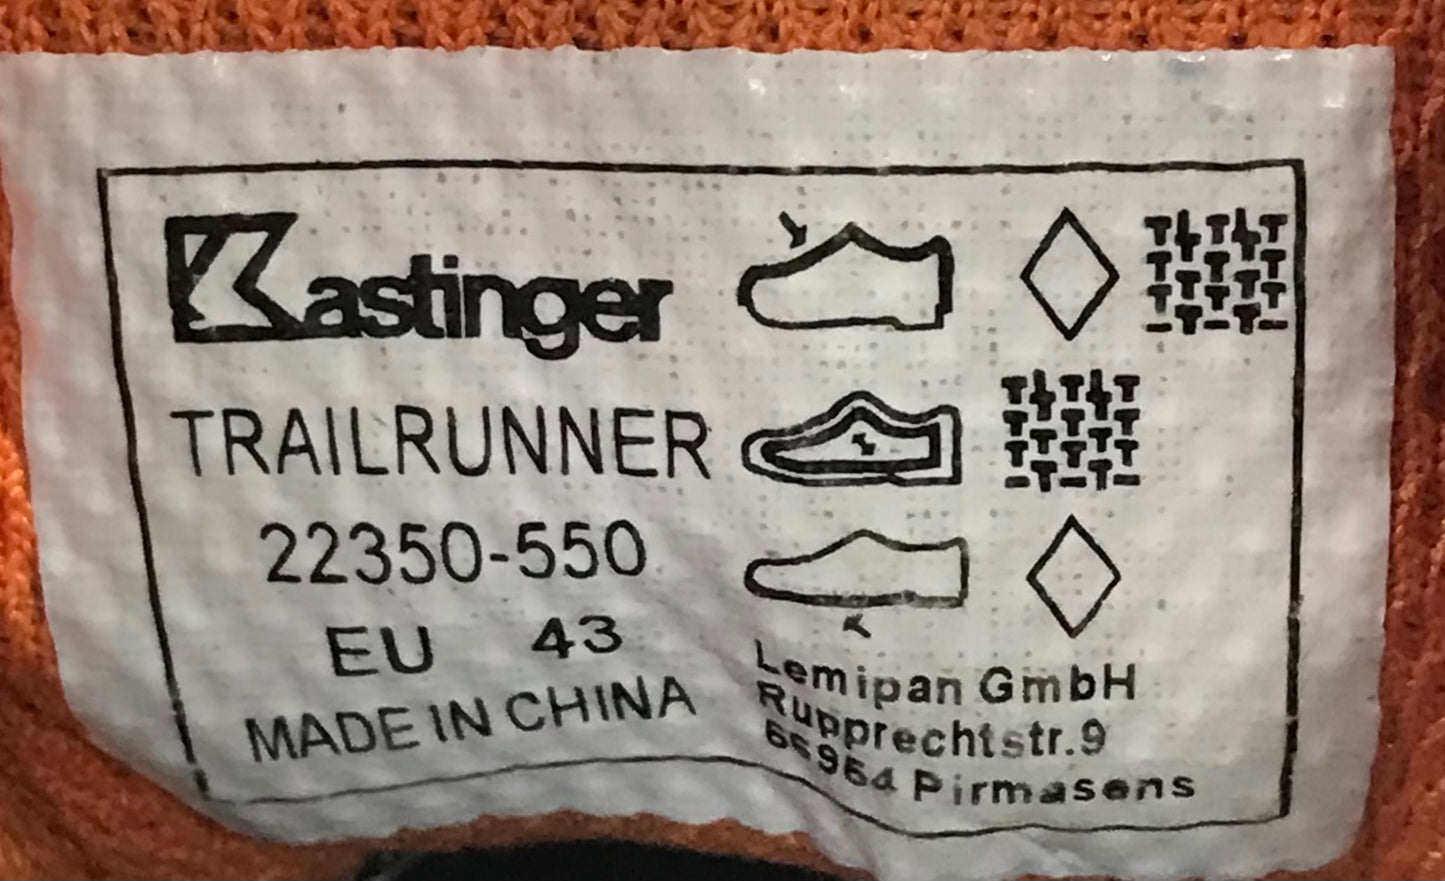 Kastinger
TRAILRUNNER
22350-550
EU 43
MADE IN CHINA
Lemipan GmbH
Rupprechtstr.9
66954 Pirmasens